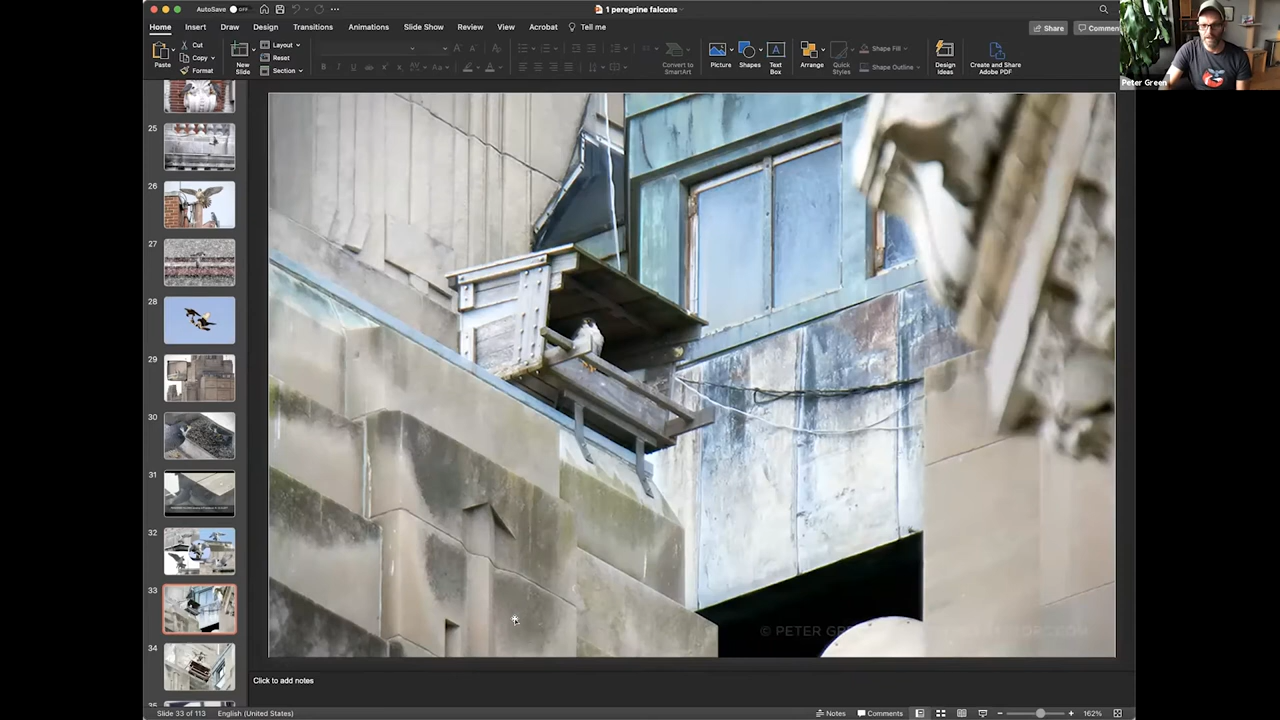 AutoSave OFF
1 peregrine falcons
Home Insert Draw Design Transitions Animations Slide Show Review View Acrobat Tell me
Share Commen
Paste
Cut
Copy
Format
New Slide
Layout
Reset
Section
Convert to SmartArt
Picture
Shapes
Text Box
Arrange
Quick Styles
Shape Fill
Shape Outline
Design Ideas
Create and Share Adobe PDF
Peter Green
25
26
27
28
29
30
31
32
33
34
© PETER GRE
Click to add notes
Slide 33 of 113 English (United States)
Notes Comments 162%